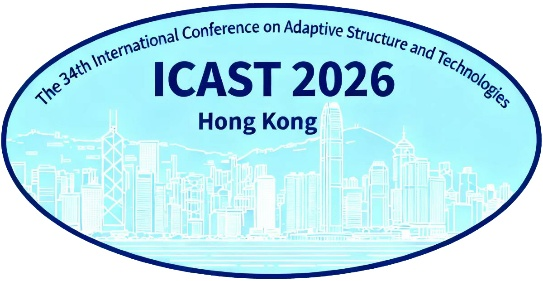 The 34th International Conference on Adaptive Structure and Technologies
ICAST 2026
Hong Kong